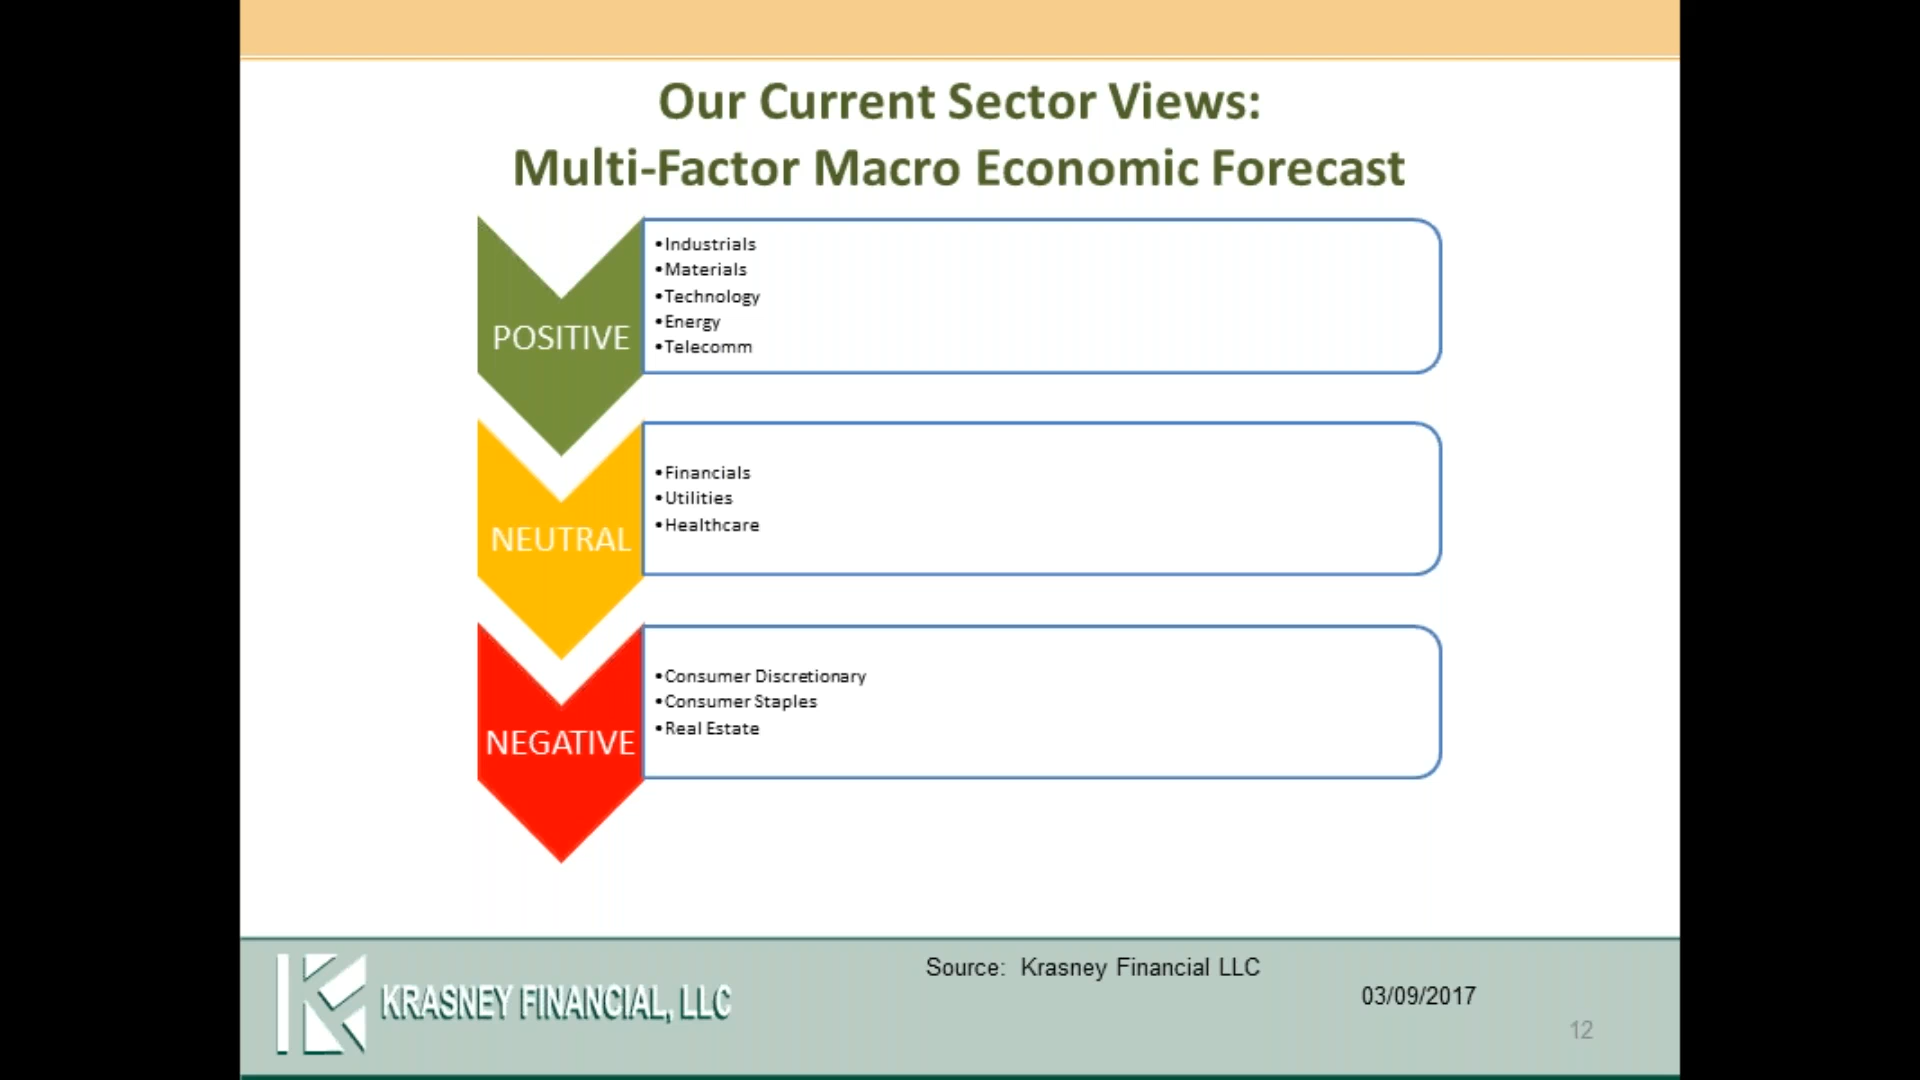 Our Current Sector Views:
Multi-Factor Macro Economic Forecast
POSITIVE
•Industrials
•Materials
•Technology
•Energy
•Telecomm
NEUTRAL
•Financials
•Utilities
•Healthcare
NEGATIVE
•Consumer Discretionary
•Consumer Staples
•Real Estate
KRASNEY FINANCIAL, LLC
Source: Krasney Financial LLC
03/09/2017
12